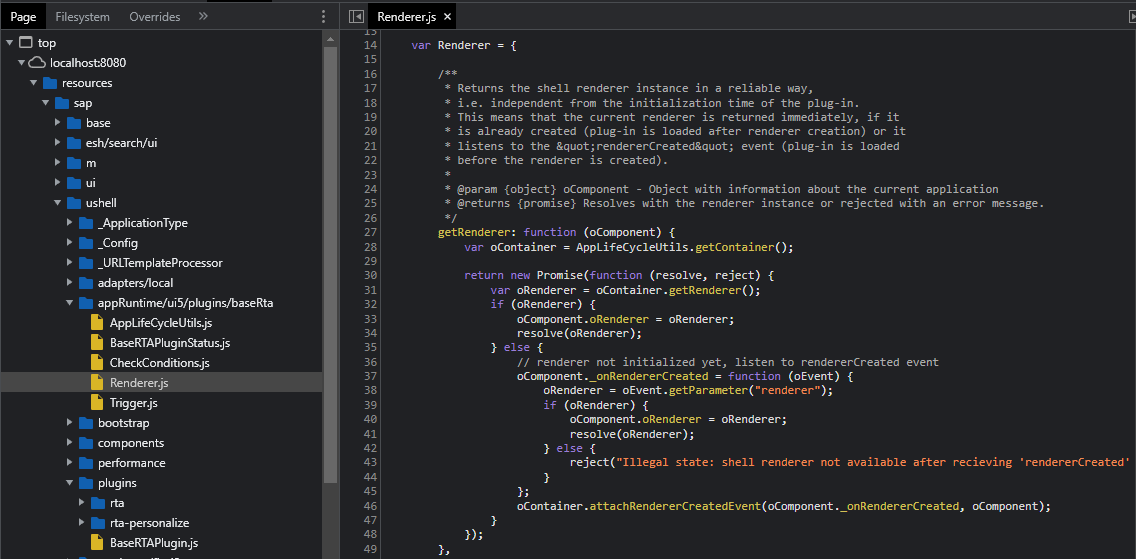 Page Filesystem Overrides »
top
localhost:8080
resources
sap
base
esh/search/ui
m
ui
ushell
_ApplicationType
_Config
_URLTemplateProcessor
adapters/local
appRuntime/ui5/plugins/baseRta
AppLifeCycleUtils.js
BaseRTAPluginStatus.js
CheckConditions.js
Renderer.js
Trigger.js
bootstrap
components
performance
plugins
rta
rta-personalize
BaseRTAPlugin.js
Renderer.js ×
13
14 var Renderer = {
15
16 /**
17 * Returns the shell renderer instance in a reliable way,
18 * i.e. independent from the initialization time of the plug-in.
19 * This means that the current renderer is returned immediately, if it
20 * is already created (plug-in is loaded after renderer creation) or it
21 * listens to the &quot;rendererCreated&quot; event (plug-in is loaded
22 * before the renderer is created).
23 *
24 * @param {object} oComponent - Object with information about the current application
25 * @returns {promise} Resolves with the renderer instance or rejected with an error message.
26 */
27 getRenderer: function (oComponent) {
28 var oContainer = AppLifeCycleUtils.getContainer();
29
30 return new Promise(function (resolve, reject) {
31 var oRenderer = oContainer.getRenderer();
32 if (oRenderer) {
33 oComponent.oRenderer = oRenderer;
34 resolve(oRenderer);
35 } else {
36 // renderer not initialized yet, listen to rendererCreated event
37 oComponent._onRendererCreated = function (oEvent) {
38 oRenderer = oEvent.getParameter("renderer");
39 if (oRenderer) {
40 oComponent.oRenderer = oRenderer;
41 resolve(oRenderer);
42 } else {
43 reject("Illegal state: shell renderer not available after recieving 'rendererCreated'
44 }
45 };
46 oContainer.attachRendererCreatedEvent(oComponent._onRendererCreated, oComponent);
47 }
48 });
49 },